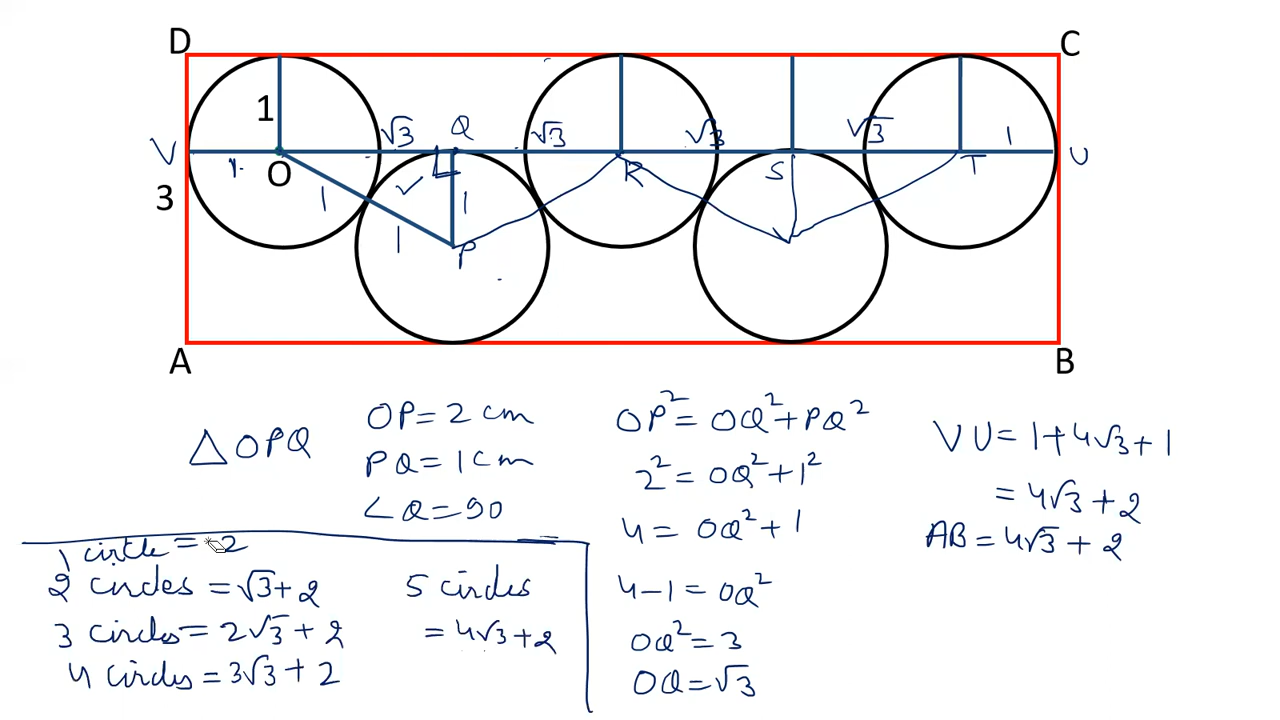 D C
1 √3 Q √3 √3 √3 1
V O R S T U
1. 3 1 ✓ 1
1 P
A B
△OPQ
OP = 2 cm
PQ = 1 cm
∠Q = 90
OP² = OQ² + PQ²
2² = OQ² + 1²
4 = OQ² + 1
4 - 1 = OQ²
OQ² = 3
OQ = √3
VU = 1 + 4√3 + 1
= 4√3 + 2
AB = 4√3 + 2
1 circle = 2
2 circles = √3 + 2
3 circles = 2√3 + 2
4 circles = 3√3 + 2
5 circles
= 4√3 + 2